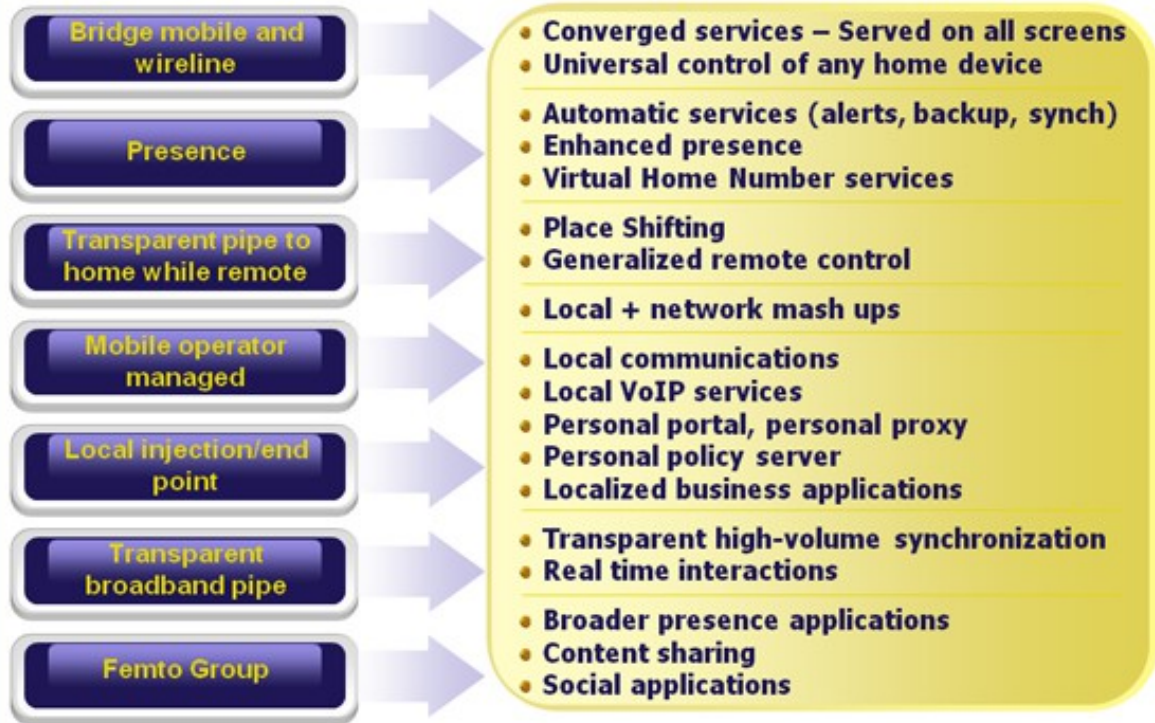 Bridge mobile and
wireline
• Converged services – Served on all screens
• Universal control of any home device
Presence
• Automatic services (alerts, backup, synch)
• Enhanced presence
• Virtual Home Number services
Transparent pipe to
home while remote
• Place Shifting
• Generalized remote control
• Local + network mash ups
Mobile operator
managed
• Local communications
• Local VoIP services
• Personal portal, personal proxy
• Personal policy server
• Localized business applications
Local injection/end
point
Transparent
broadband pipe
• Transparent high-volume synchronization
• Real time interactions
Femto Group
• Broader presence applications
• Content sharing
• Social applications